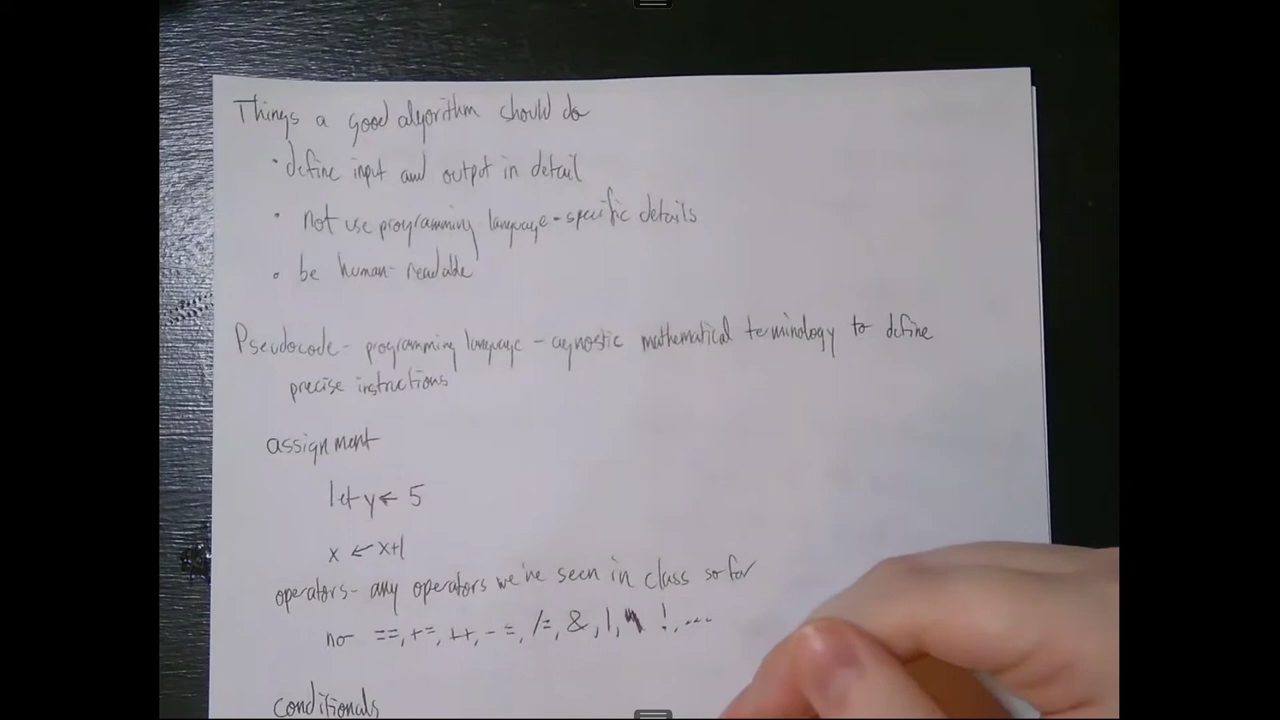 Things a good algorithm should do
• define input and output in detail
• not use programming language-specific details
• be human-readable
Pseudocode - programming language-agnostic mathematical terminology to define
precise instructions
assignment
let y ← 5
x ← x+1
operators - any operators we've seen in class so far
no ==, +=, ++, -=, /=, &, |, !, ...
conditionals